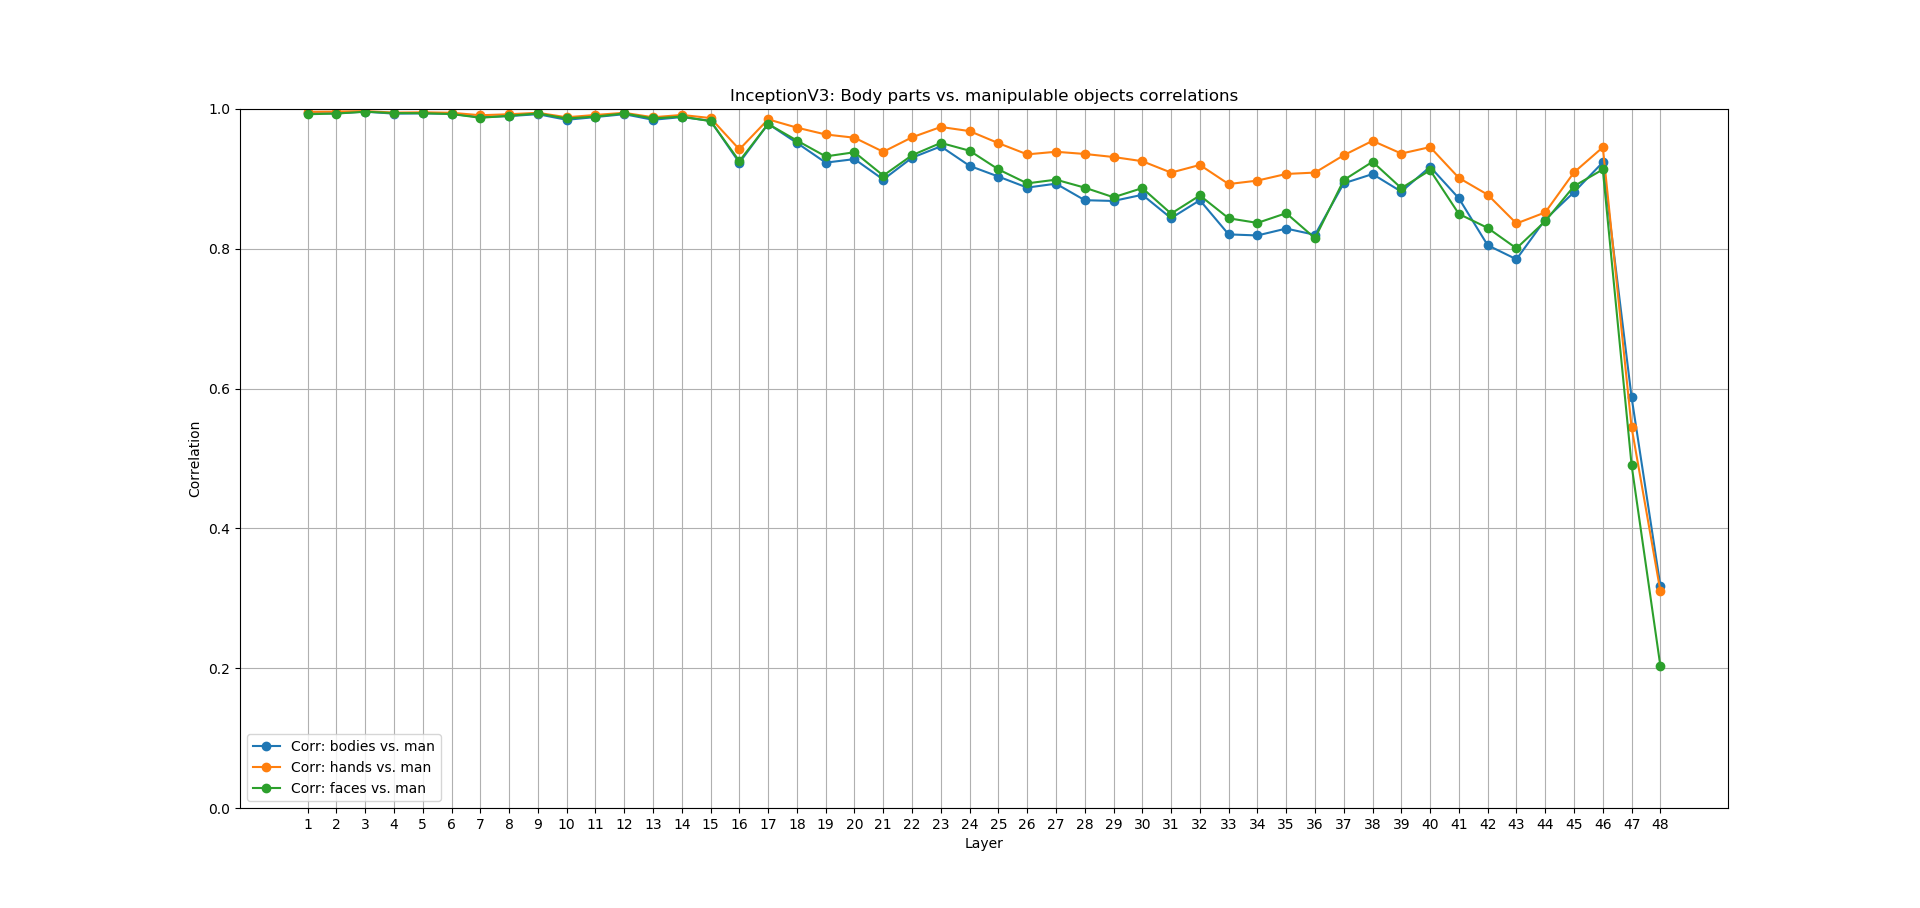 InceptionV3: Body parts vs. manipulable objects correlations
1.0
0.8
0.6
0.4
0.2
0.0
Correlation
Corr: bodies vs. man
Corr: hands vs. man
Corr: faces vs. man
1 2 3 4 5 6 7 8 9 10 11 12 13 14 15 16 17 18 19 20 21 22 23 24 25 26 27 28 29 30 31 32 33 34 35 36 37 38 39 40 41 42 43 44 45 46 47 48
Layer